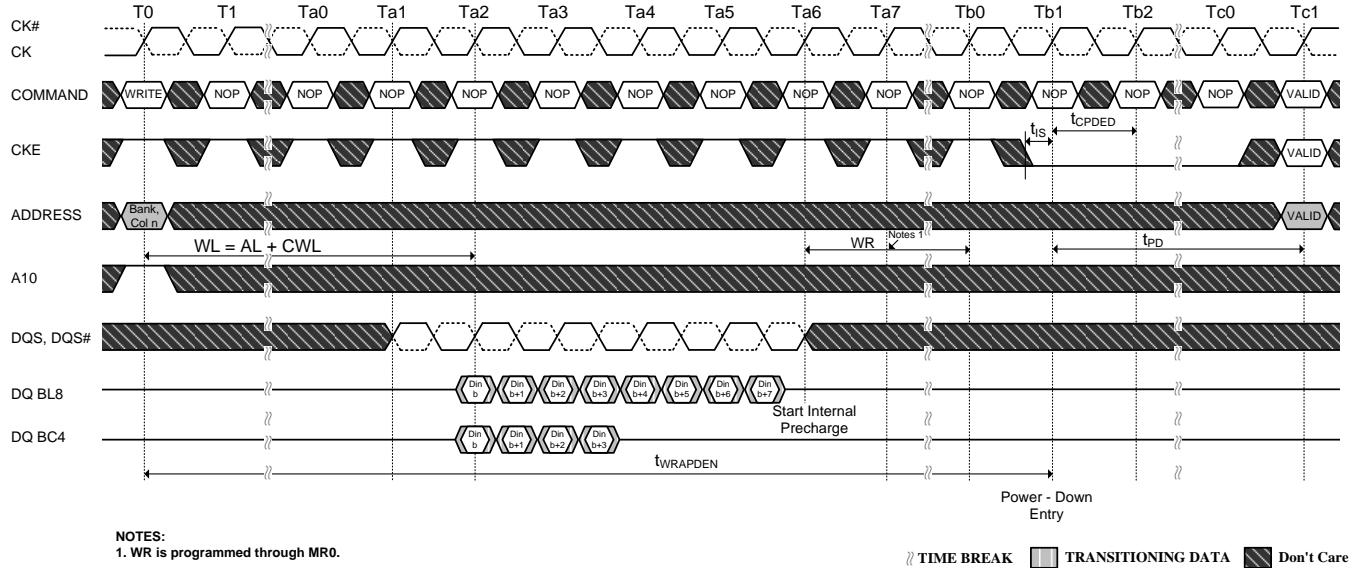 T0 T1 Ta0 Ta1 Ta2 Ta3 Ta4 Ta5 Ta6 Ta7 Tb0 Tb1 Tb2 Tc0 Tc1
CK#
CK
COMMAND WRITE NOP NOP NOP NOP NOP NOP NOP NOP NOP NOP NOP NOP NOP VALID
tIS tCPDED
CKE VALID
ADDRESS Bank, Col n VALID
WL = AL + CWL WR Notes 1 tPD
A10
DQS, DQS#
DQ BL8 Din b Din b+1 Din b+2 Din b+3 Din b+4 Din b+5 Din b+6 Din b+7
Start Internal
Precharge
DQ BC4 Din b Din b+1 Din b+2 Din b+3
tWRAPDEN
Power - Down
Entry
NOTES:
1. WR is programmed through MR0.
TIME BREAK TRANSITIONING DATA Don't Care